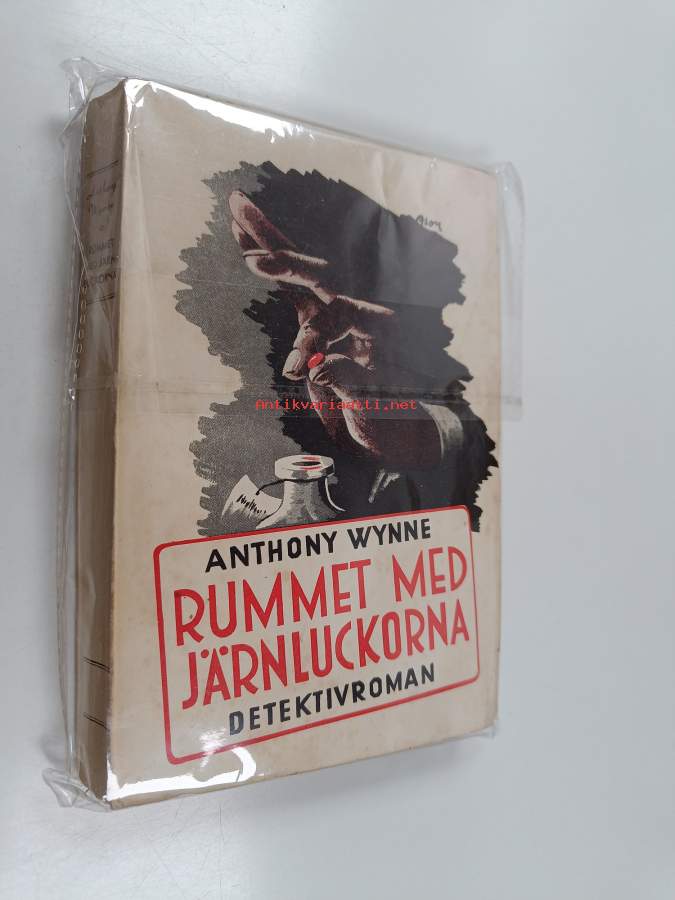 Antikvariaatti.net
ANTHONY WYNNE
RUMMET MED
JÄRNLUCKORNA
DETEKTIVROMAN